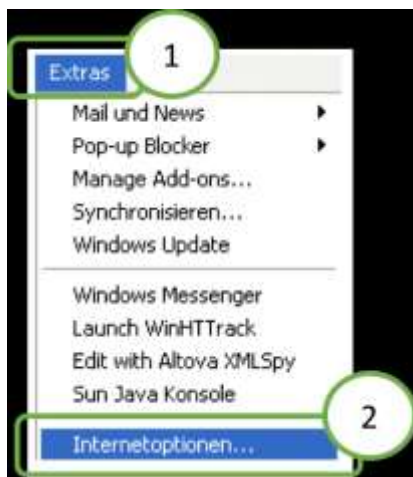 1
Extras
Mail und News
Pop-up Blocker
Manage Add-ons...
Synchronisieren...
Windows Update
Windows Messenger
Launch WinHTTrack
Edit with Altova XMLSpy
Sun Java Konsole
2
Internetoptionen...